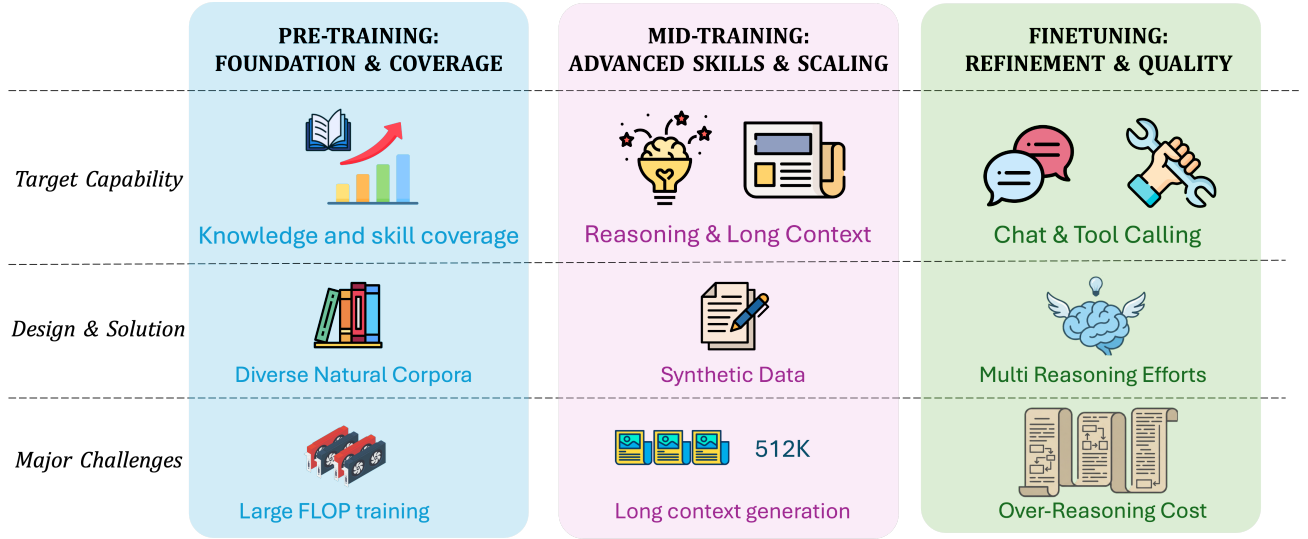 PRE-TRAINING:
FOUNDATION & COVERAGE
MID-TRAINING:
ADVANCED SKILLS & SCALING
FINETUNING:
REFINEMENT & QUALITY
Target Capability
Knowledge and skill coverage
Reasoning & Long Context
Chat & Tool Calling
Design & Solution
Diverse Natural Corpora
Synthetic Data
Multi Reasoning Efforts
Major Challenges
512K
Large FLOP training
Long context generation
Over-Reasoning Cost